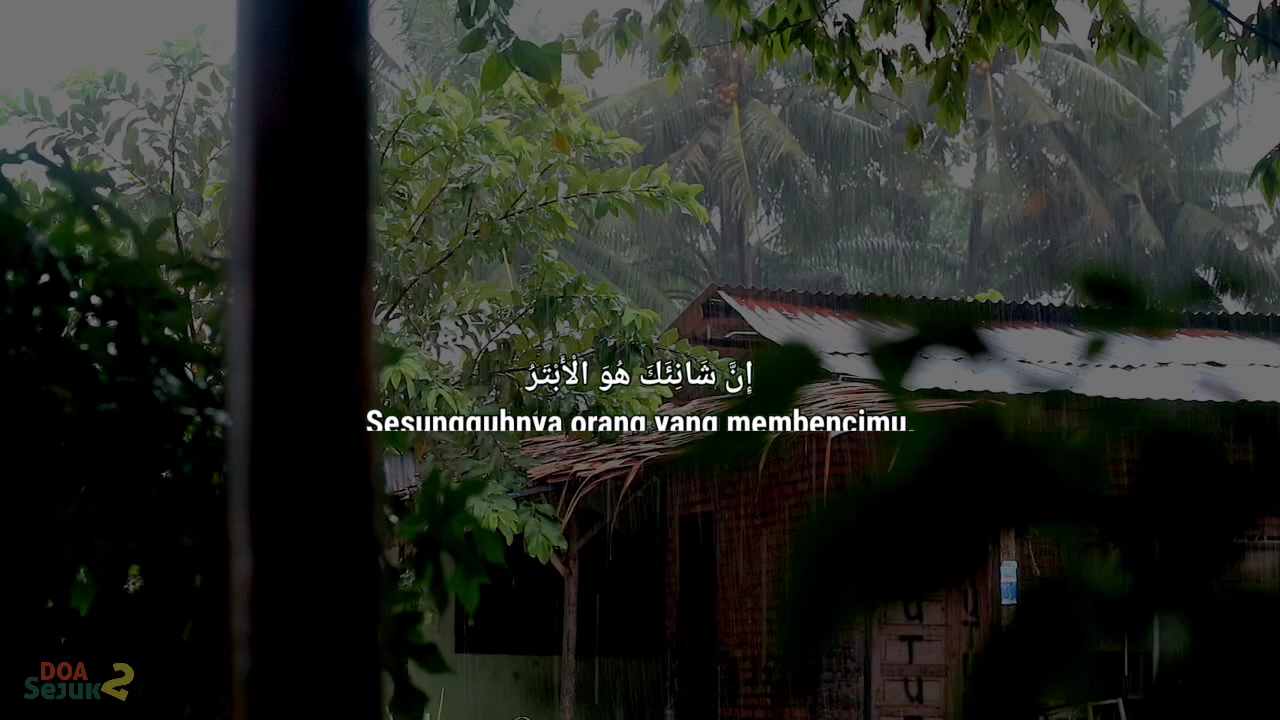 إِنَّ شَانِئَكَ هُوَ الْأَبْتَرُ
Sesungguhnya orang yang membencimu
DOA
SEJUK2
U
T
U